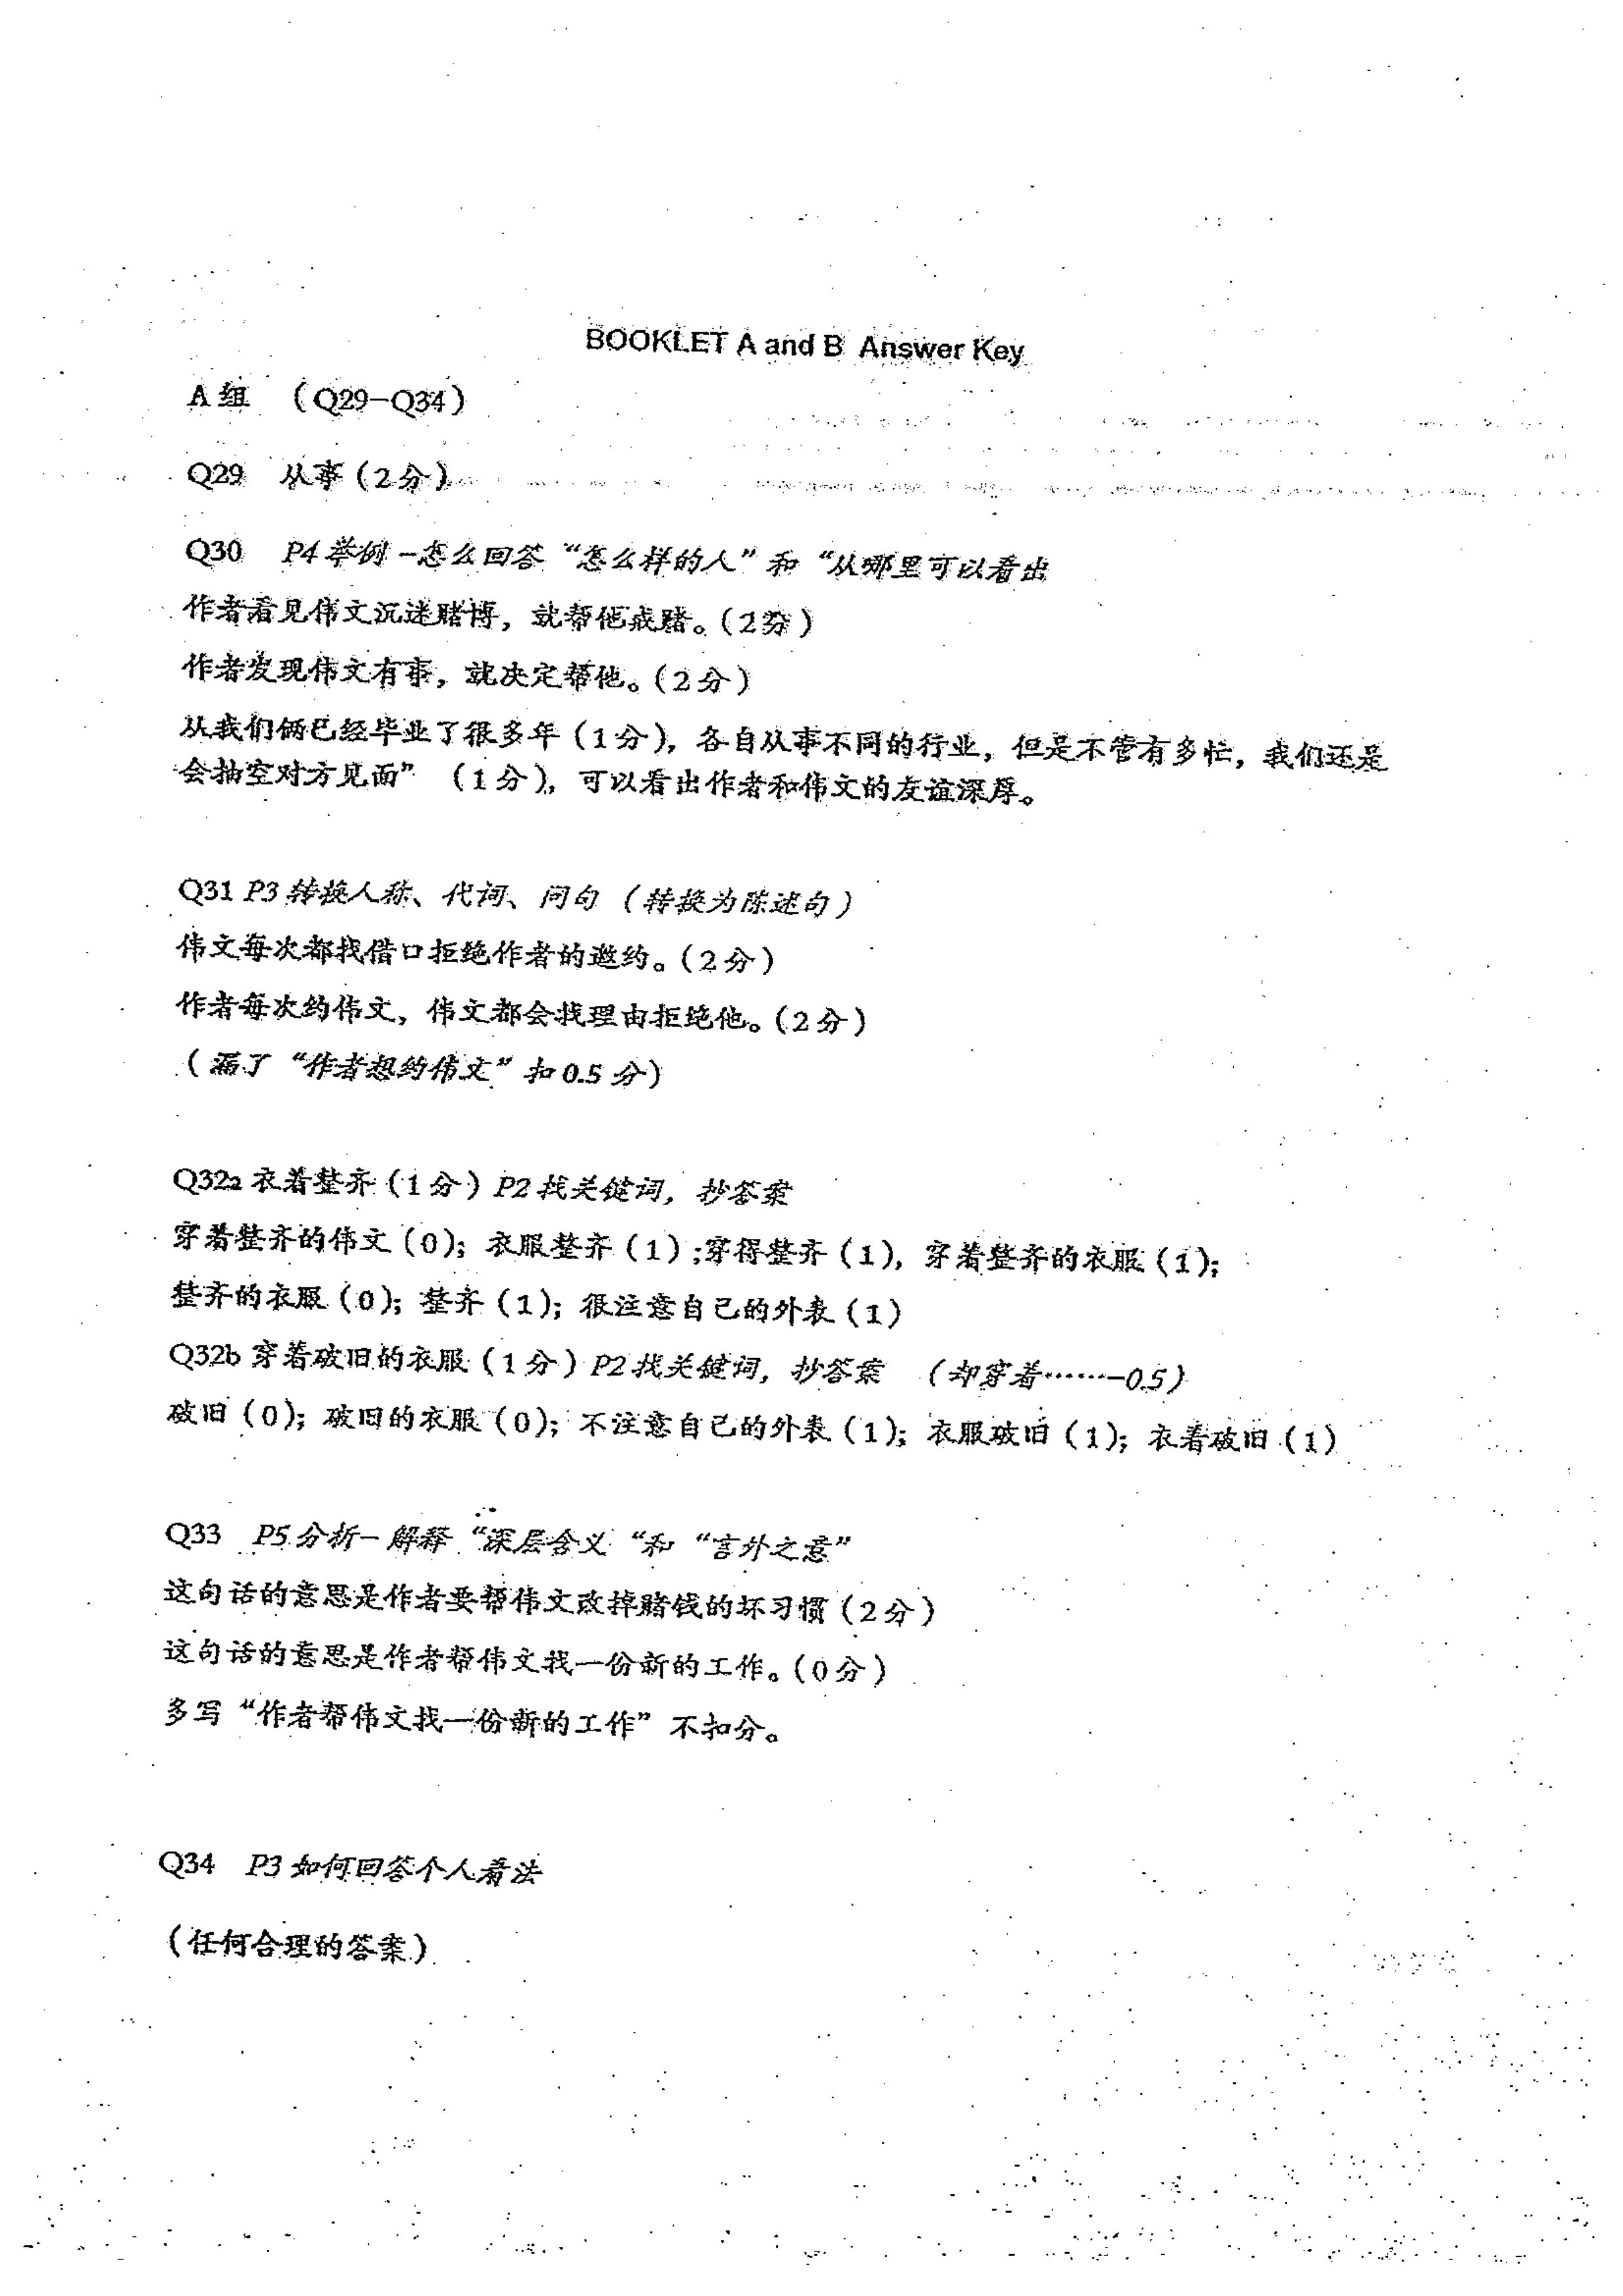 BOOKLET A and B Answer Key
A组 （Q29-Q34）
Q29 从事（2分）
Q30 P4举例-怎么回答“怎么样的人”和“从哪里可以看出
作者看见伟文沉迷赌博，就帮他戒赌。（2分）
作者发现伟文有事，就决定帮他。（2分）
从我们俩已经毕业了很多年（1分），各自从事不同的行业，但是不管有多忙，我们还是
会抽空对方见面”（1分），可以看出作者和伟文的友谊深厚。
Q31 P3转换人称、代词、问句（转换为陈述句）
伟文每次都找借口拒绝作者的邀约。（2分）
作者每次约伟文，伟文都会找理由拒绝他。（2分）
（漏了“作者想约伟文”扣0.5分）
Q32a衣着整齐（1分）P2找关键词，抄答案
穿着整齐的伟文（0）；衣服整齐（1）;穿得整齐（1），穿着整齐的衣服（1）；
整齐的衣服（0）；整齐（1）；很注意自己的外表（1）
Q32b穿着破旧的衣服（1分）P2找关键词，抄答案 （却穿着……-0.5）
破旧（0）；破旧的衣服（0）；不注意自己的外表（1）；衣服破旧（1）；衣着破旧（1）
Q33 P5分析-解释“深层含义“和“言外之意”
这句话的意思是作者要帮伟文改掉赌钱的坏习惯（2分）
这句话的意思是作者帮伟文找一份新的工作。（0分）
多写“作者帮伟文找一份新的工作”不扣分。
Q34 P3如何回答个人看法
（任何合理的答案）